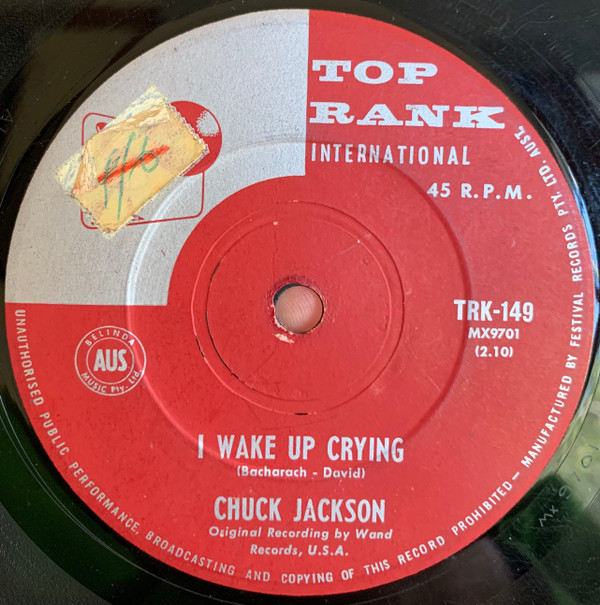 TOP
RANK
INTERNATIONAL
45 R.P.M.
TRK-149
MX9701
(2.10)
BELINDA
AUS
MUSIC Pty. Ltd.
I WAKE UP CRYING
(Bacharach - David)
CHUCK JACKSON
Original Recording by Wand
Records, U.S.A.
UNAUTHORISED PUBLIC PERFORMANCE, BROADCASTING AND COPYING OF THIS RECORD PROHIBITED— MANUFACTURED BY FESTIVAL RECORDS PTY. LTD. AUST.